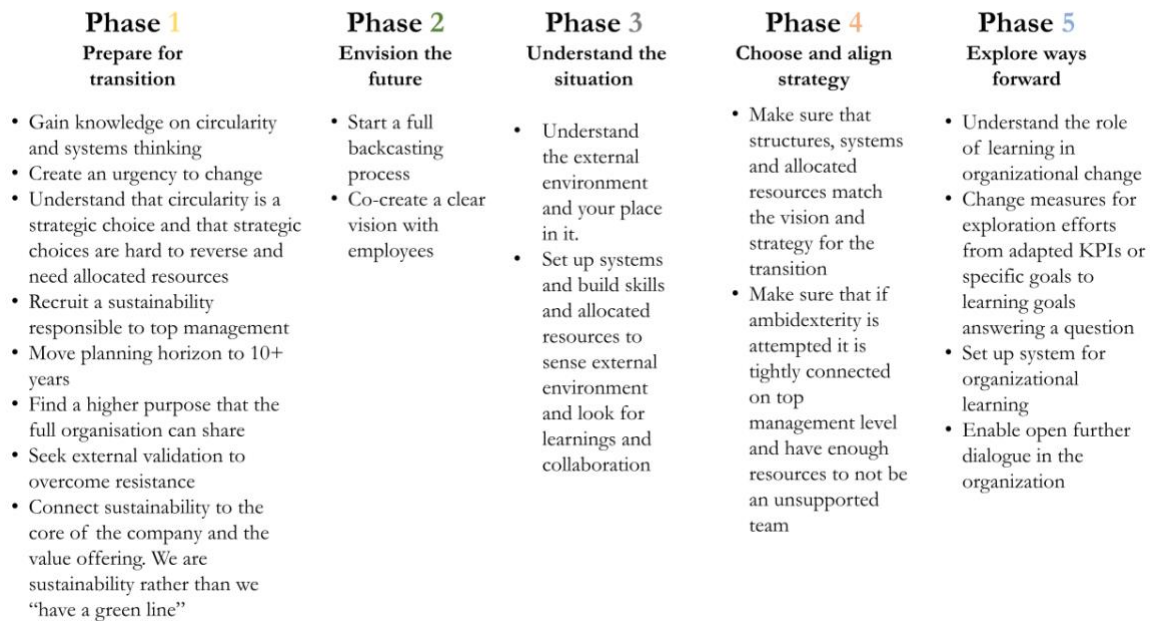 Phase 1
Prepare for
transition
• Gain knowledge on circularity
and systems thinking
• Create an urgency to change
• Understand that circularity is a
strategic choice and that strategic
choices are hard to reverse and
need allocated resources
• Recruit a sustainability
responsible to top management
• Move planning horizon to 10+
years
• Find a higher purpose that the
full organisation can share
• Seek external validation to
overcome resistance
• Connect sustainability to the
core of the company and the
value offering. We are
sustainability rather than we
“have a green line”
Phase 2
Envision the
future
• Start a full
backcasting
process
• Co-create a clear
vision with
employees
Phase 3
Understand the
situation
• Understand
the external
environment
and your place
in it.
• Set up systems
and build skills
and allocated
resources to
sense external
environment
and look for
learnings and
collaboration
Phase 4
Choose and align
strategy
• Make sure that
structures, systems
and allocated
resources match
the vision and
strategy for the
transition
• Make sure that if
ambidexterity is
attempted it is
tightly connected
on top
management level
and have enough
resources to not be
an unsupported
team
Phase 5
Explore ways
forward
• Understand the role
of learning in
organizational change
• Change measures for
exploration efforts
from adapted KPIs or
specific goals to
learning goals
answering a question
• Set up system for
organizational
learning
• Enable open further
dialogue in the
organization